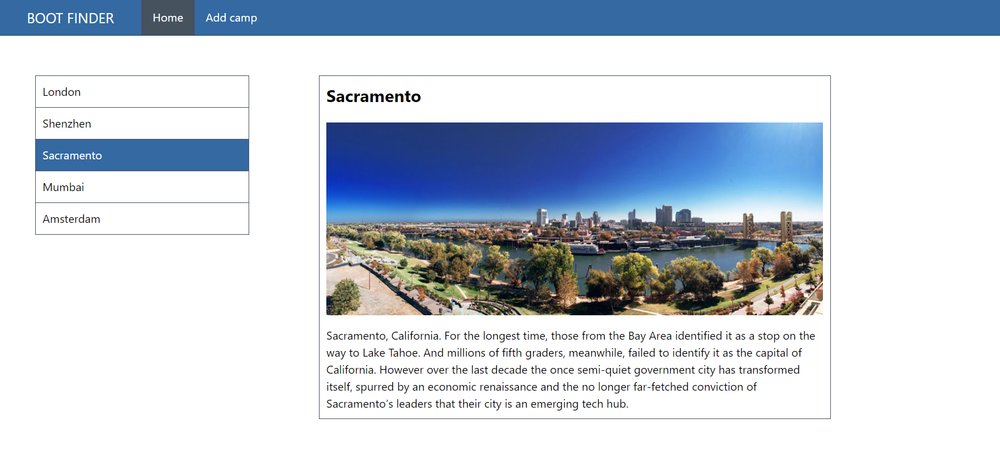 BOOT FINDER Home Add camp
London
Shenzhen
Sacramento
Mumbai
Amsterdam
Sacramento
Sacramento, California. For the longest time, those from the Bay Area identified it as a stop on the
way to Lake Tahoe. And millions of fifth graders, meanwhile, failed to identify it as the capital of
California. However over the last decade the once semi-quiet government city has transformed
itself, spurred by an economic renaissance and the no longer far-fetched conviction of
Sacramento’s leaders that their city is an emerging tech hub.